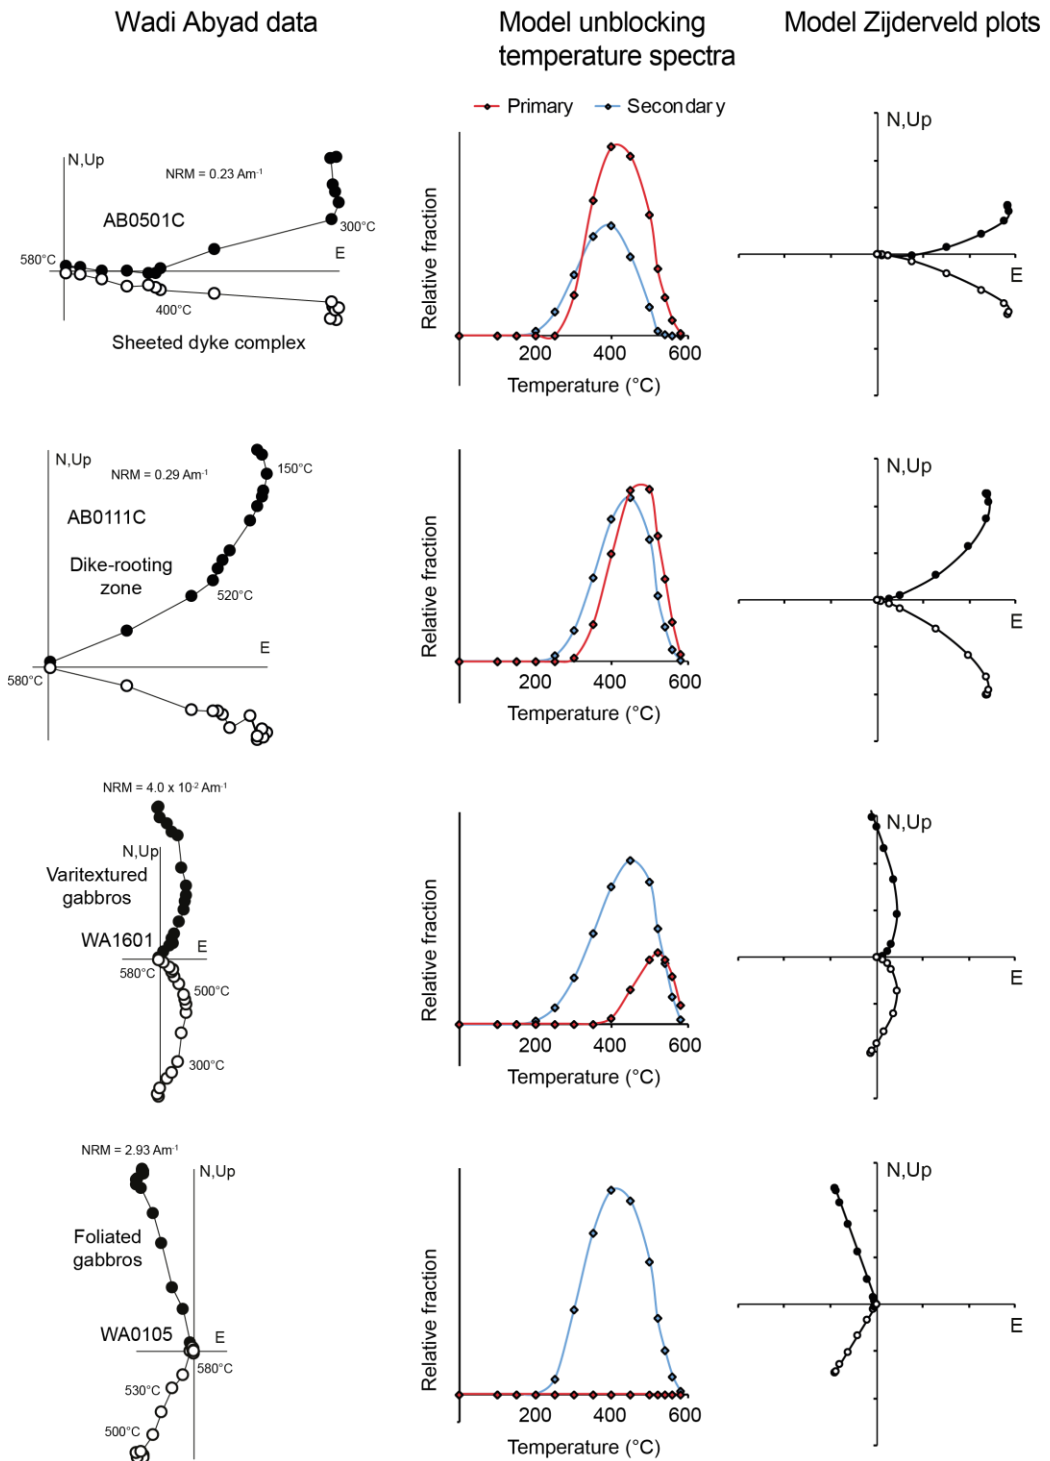 Wadi Abyad data
Model unblocking
temperature spectra
Model Zijderveld plots
Primary
Secondary
N,Up
NRM = 0.23 Am-1
AB0501C
300°C
580°C
E
400°C
Sheeted dyke complex
Relative fraction
200
400
600
Temperature (°C)
N,Up
E
N,Up
NRM = 0.29 Am-1
150°C
AB0111C
Dike-rooting
zone
520°C
E
580°C
Relative fraction
200
400
600
Temperature (°C)
N,Up
E
NRM = 4.0 x 10-2 Am-1
N,Up
Varitextured
gabbros
WA1601
E
580°C
500°C
300°C
Relative fraction
200
400
600
Temperature (°C)
N,Up
E
NRM = 2.93 Am-1
N,Up
Foliated
gabbros
WA0105
E
580°C
530°C
500°C
Relative fraction
200
400
600
Temperature (°C)
N,Up
E